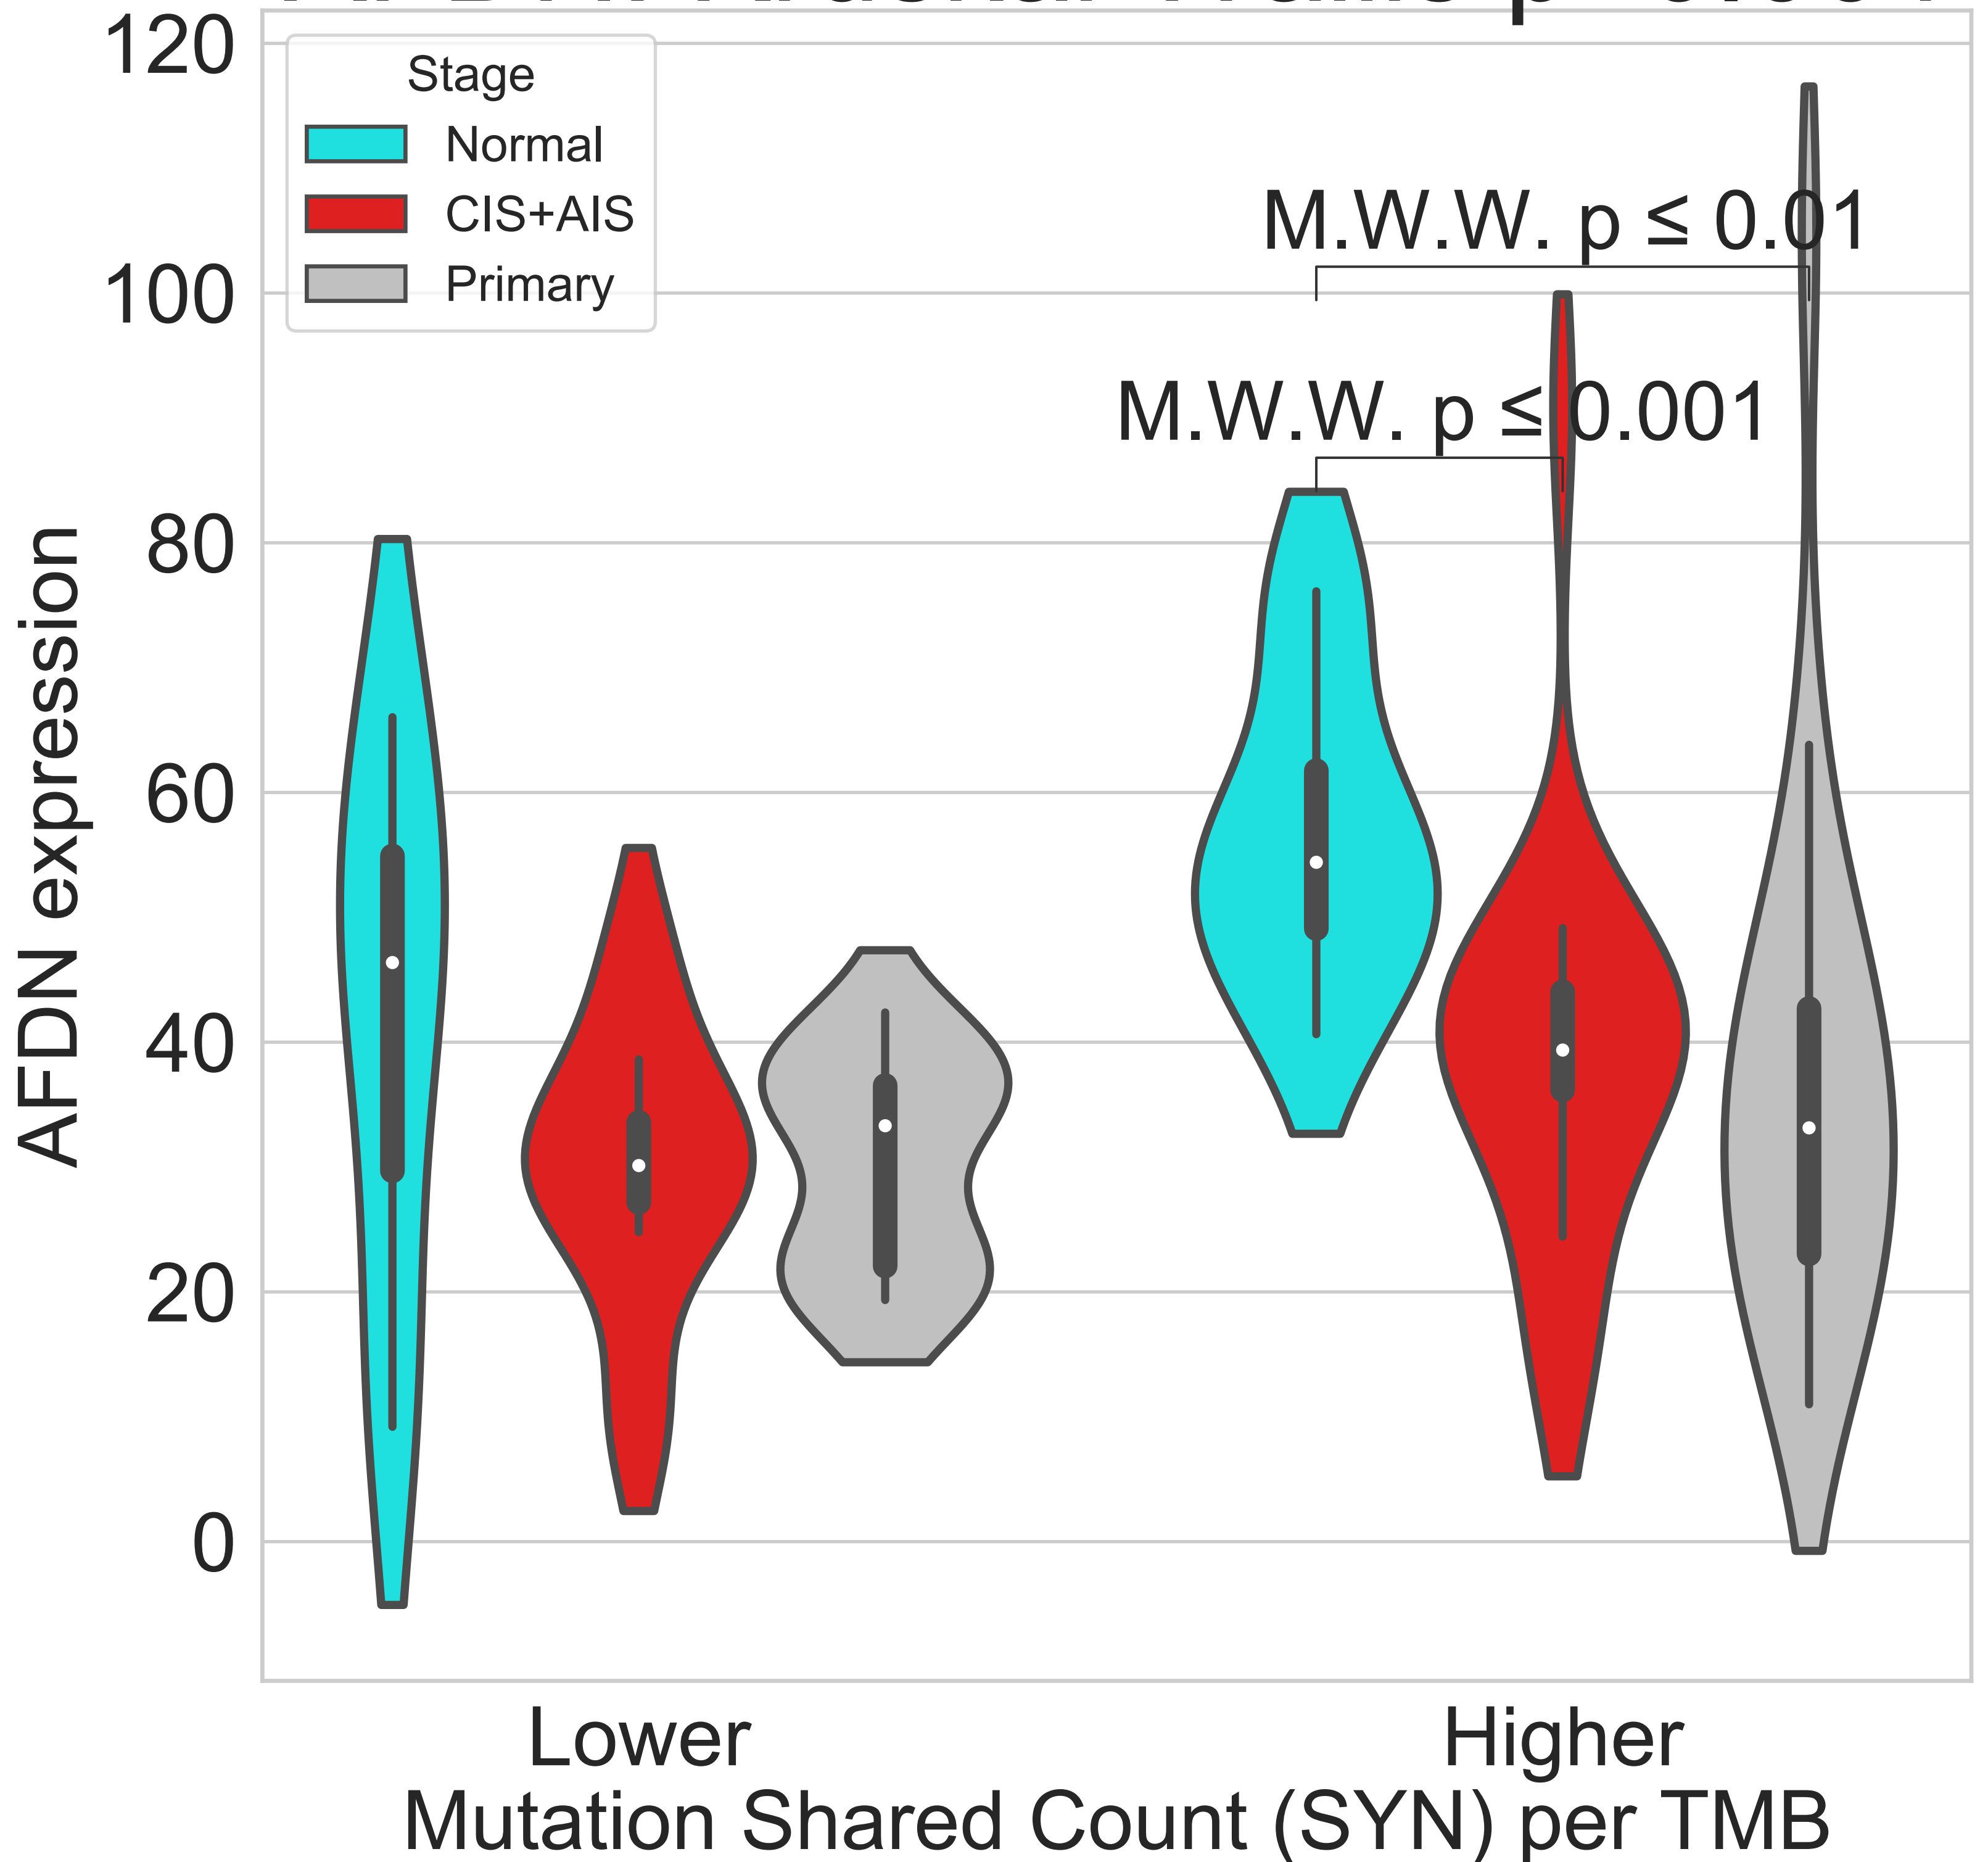 120
Stage
Normal
CIS+AIS
Primary
M.W.W. p ≤ 0.01
100
M.W.W. p ≤ 0.001
80
60
40
20
0
AFDN expression
Lower
Higher
Mutation Shared Count (SYN) per TMB